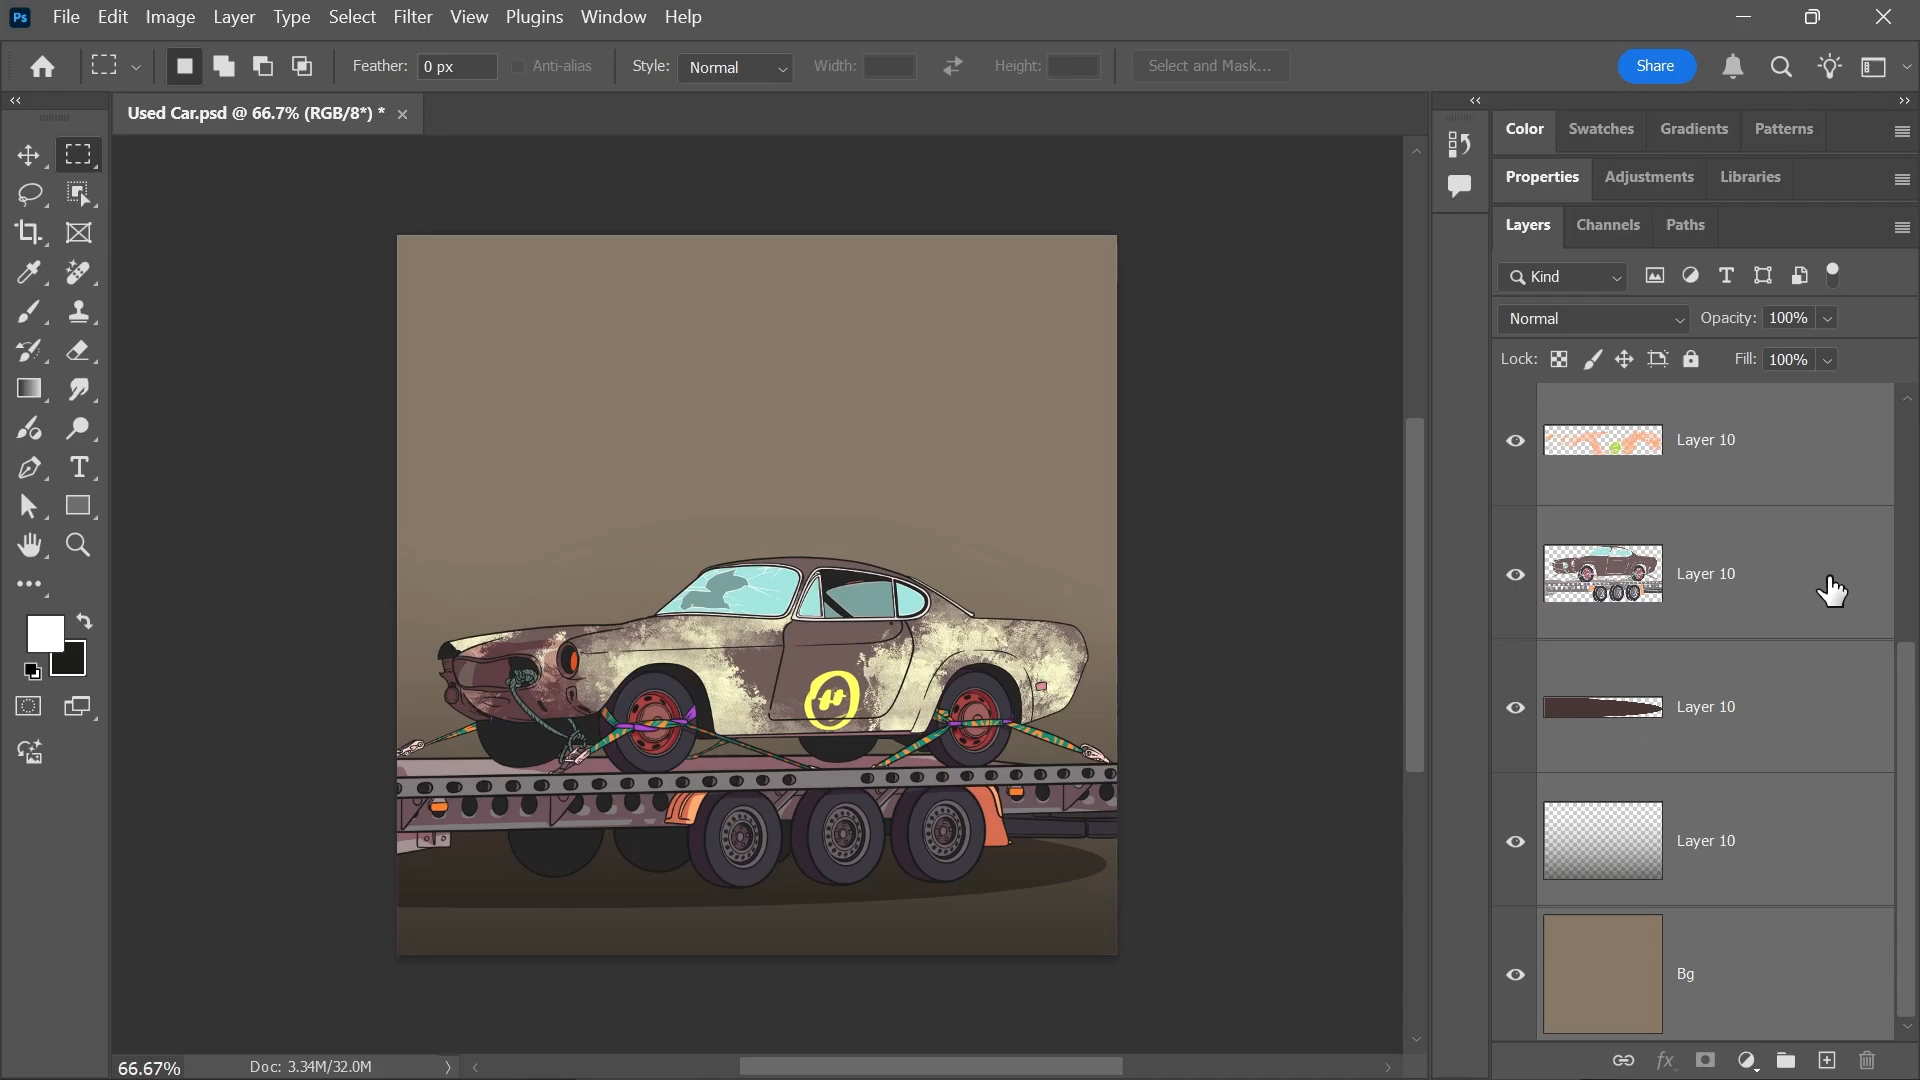 Ps File Edit Image Layer Type Select Filter View Plugins Window Help
Feather: 0 px Anti-alias Style: Normal Width: Height: Select and Mask... Share
Used Car.psd @ 66.7% (RGB/8*) *
Color Swatches Gradients Patterns
Properties Adjustments Libraries
Layers Channels Paths
Kind
Normal Opacity: 100%
Lock: Fill: 100%
Layer 10
Layer 10
Layer 10
Layer 10
Bg
66.67% Doc: 3.34M/32.0M